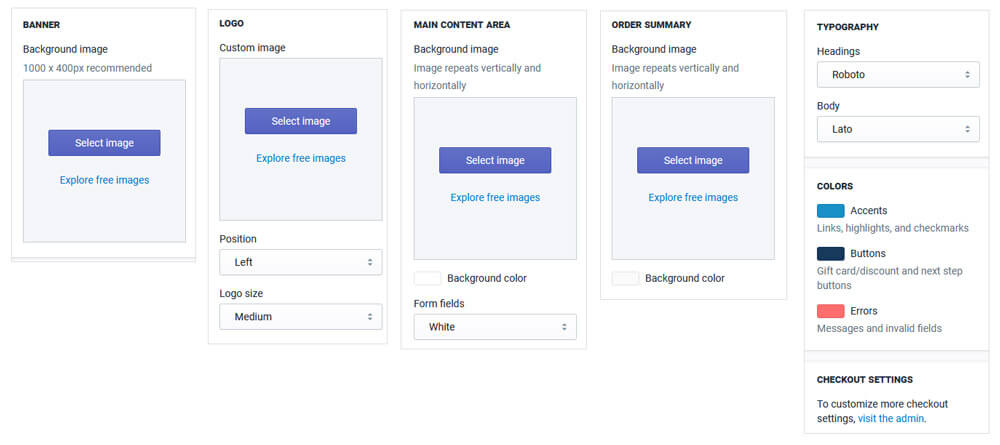 BANNER
Background image
1000 x 400px recommended
Select image
Explore free images
LOGO
Custom image
Select image
Explore free images
Position
Left
Logo size
Medium
MAIN CONTENT AREA
Background image
Image repeats vertically and
horizontally
Select image
Explore free images
Background color
Form fields
White
ORDER SUMMARY
Background image
Image repeats vertically and
horizontally
Select image
Explore free images
Background color
TYPOGRAPHY
Headings
Roboto
Body
Lato
COLORS
Accents
Links, highlights, and checkmarks
Buttons
Gift card/discount and next step
buttons
Errors
Messages and invalid fields
CHECKOUT SETTINGS
To customize more checkout
settings, visit the admin.